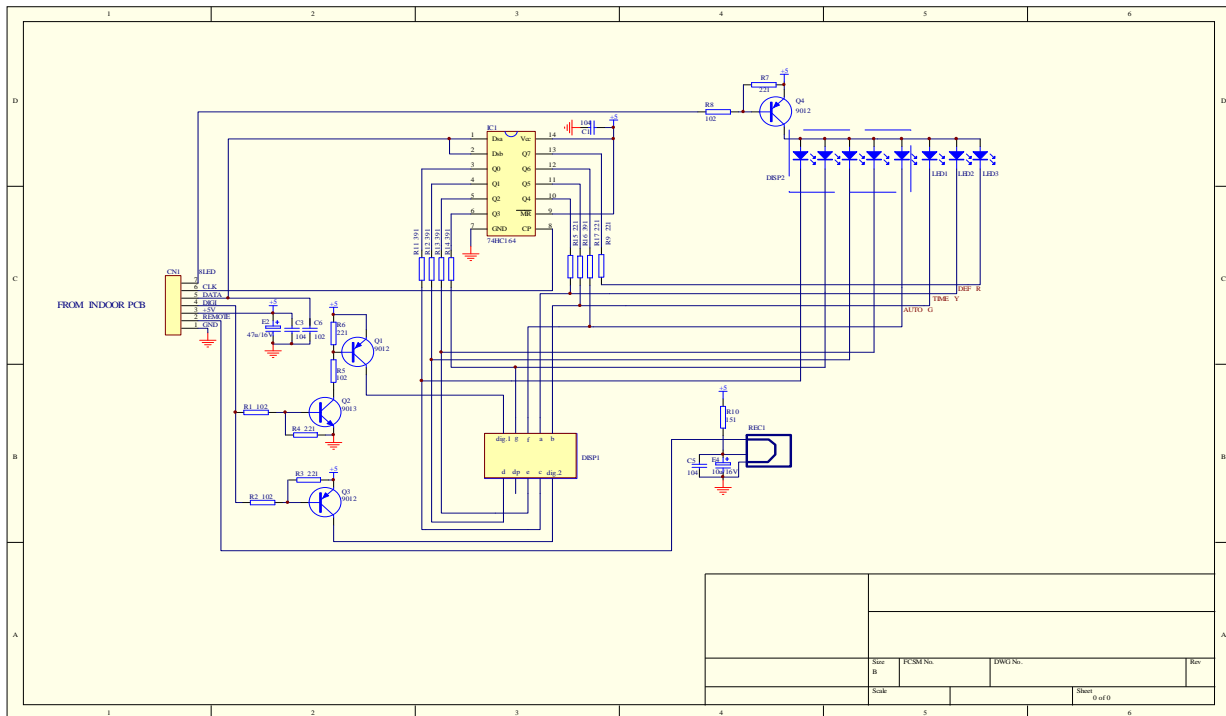 1 2 3 4 5 6
D
C
B
A
D
C
B
A
1 2 3 4 5 6
+5
R7
221
R8
102
Q4
9012
DISP2
LED1
LED2
LED3
DEF R
TIME Y
AUTO G
+5
104
C1
IC1
1 Dsa Vcc 14
2 Dsb Q7 13
3 Q0 Q6 12
4 Q1 Q5 11
5 Q2 Q4 10
6 Q3 MR 9
7 GND CP 8
74HC164
R11 391
R12 391
R13 391
R14 391
R15 221
R16 391
R17 221
R9 221
FROM INDOOR PCB
CN1
8LED
7
6 CLK
5 DATA
4 DIGI
3 +5V
2 REMOTE
1 GND
+5
E2
47u/16V
C3
104
C6
102
+5
R6
221
Q1
9012
R5
102
R1 102
Q2
9013
R4 221
+5
R3 221
R2 102
Q3
9012
dig.1 g f a b
d dp e c dig.2
DISP1
+5
R10
151
REC1
C5
104
E4
10u/16V
Size
B
FCSM No.
DWG No.
Rev
Scale
Sheet
0 of 0